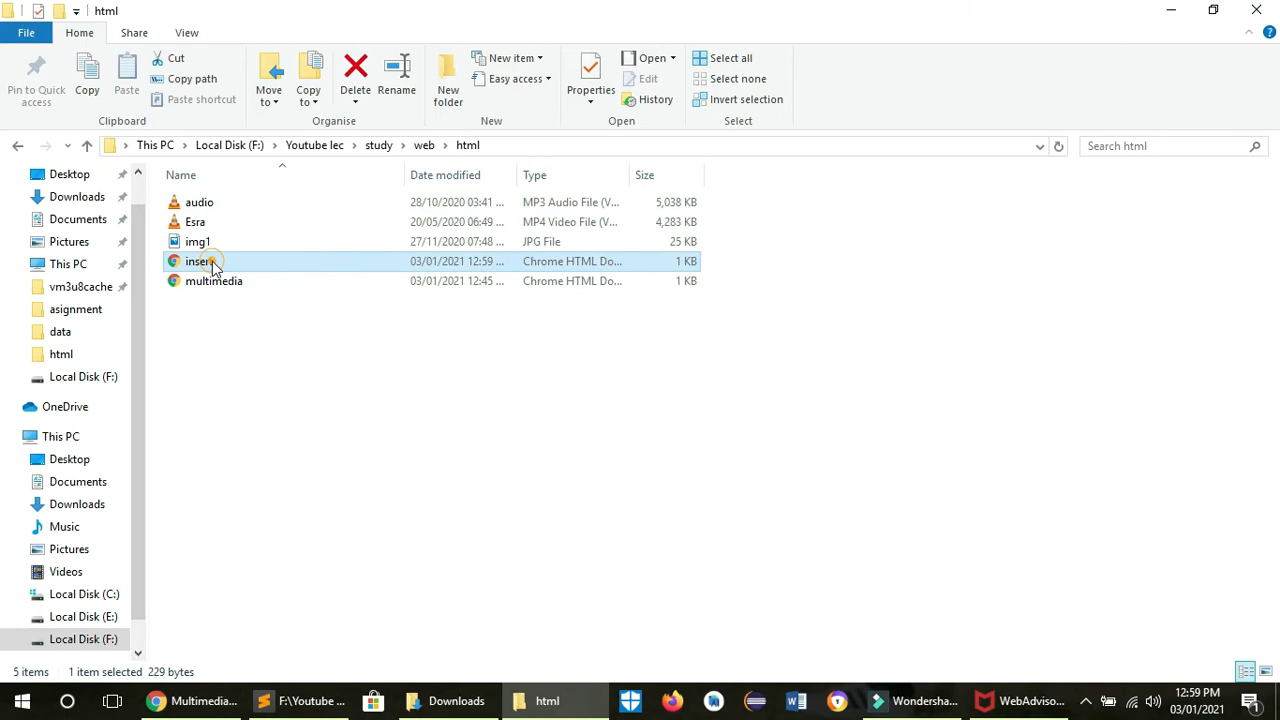 html
File Home Share View
Pin to Quick access
Copy
Paste
Cut
Copy path
Paste shortcut
Clipboard
Move to
Copy to
Delete
Rename
Organise
New folder
New item
Easy access
New
Properties
Open
Edit
History
Open
Select all
Select none
Invert selection
Select
This PC > Local Disk (F:) > Youtube lec > study > web > html
Search html
Name Date modified Type Size
audio 28/10/2020 03:41 ... MP3 Audio File (V... 5,038 KB
Esra 20/05/2020 06:49 ... MP4 Video File (V... 4,283 KB
img1 27/11/2020 07:48 ... JPG File 25 KB
03/01/2021 12:59 ... Chrome HTML Do... 1 KB
multimedia 03/01/2021 12:45 ... Chrome HTML Do... 1 KB
Desktop
Downloads
Documents
Pictures
This PC
vm3u8cache
asignment
data
html
Local Disk (F:)
OneDrive
This PC
Desktop
Documents
Downloads
Music
Pictures
Videos
Local Disk (C:)
Local Disk (E:)
Local Disk (F:)
5 items 1 item selected 229 bytes
Multimedia... F:\Youtube ... Downloads html Wondersha... WebAdviso...
12:59 PM
03/01/2021